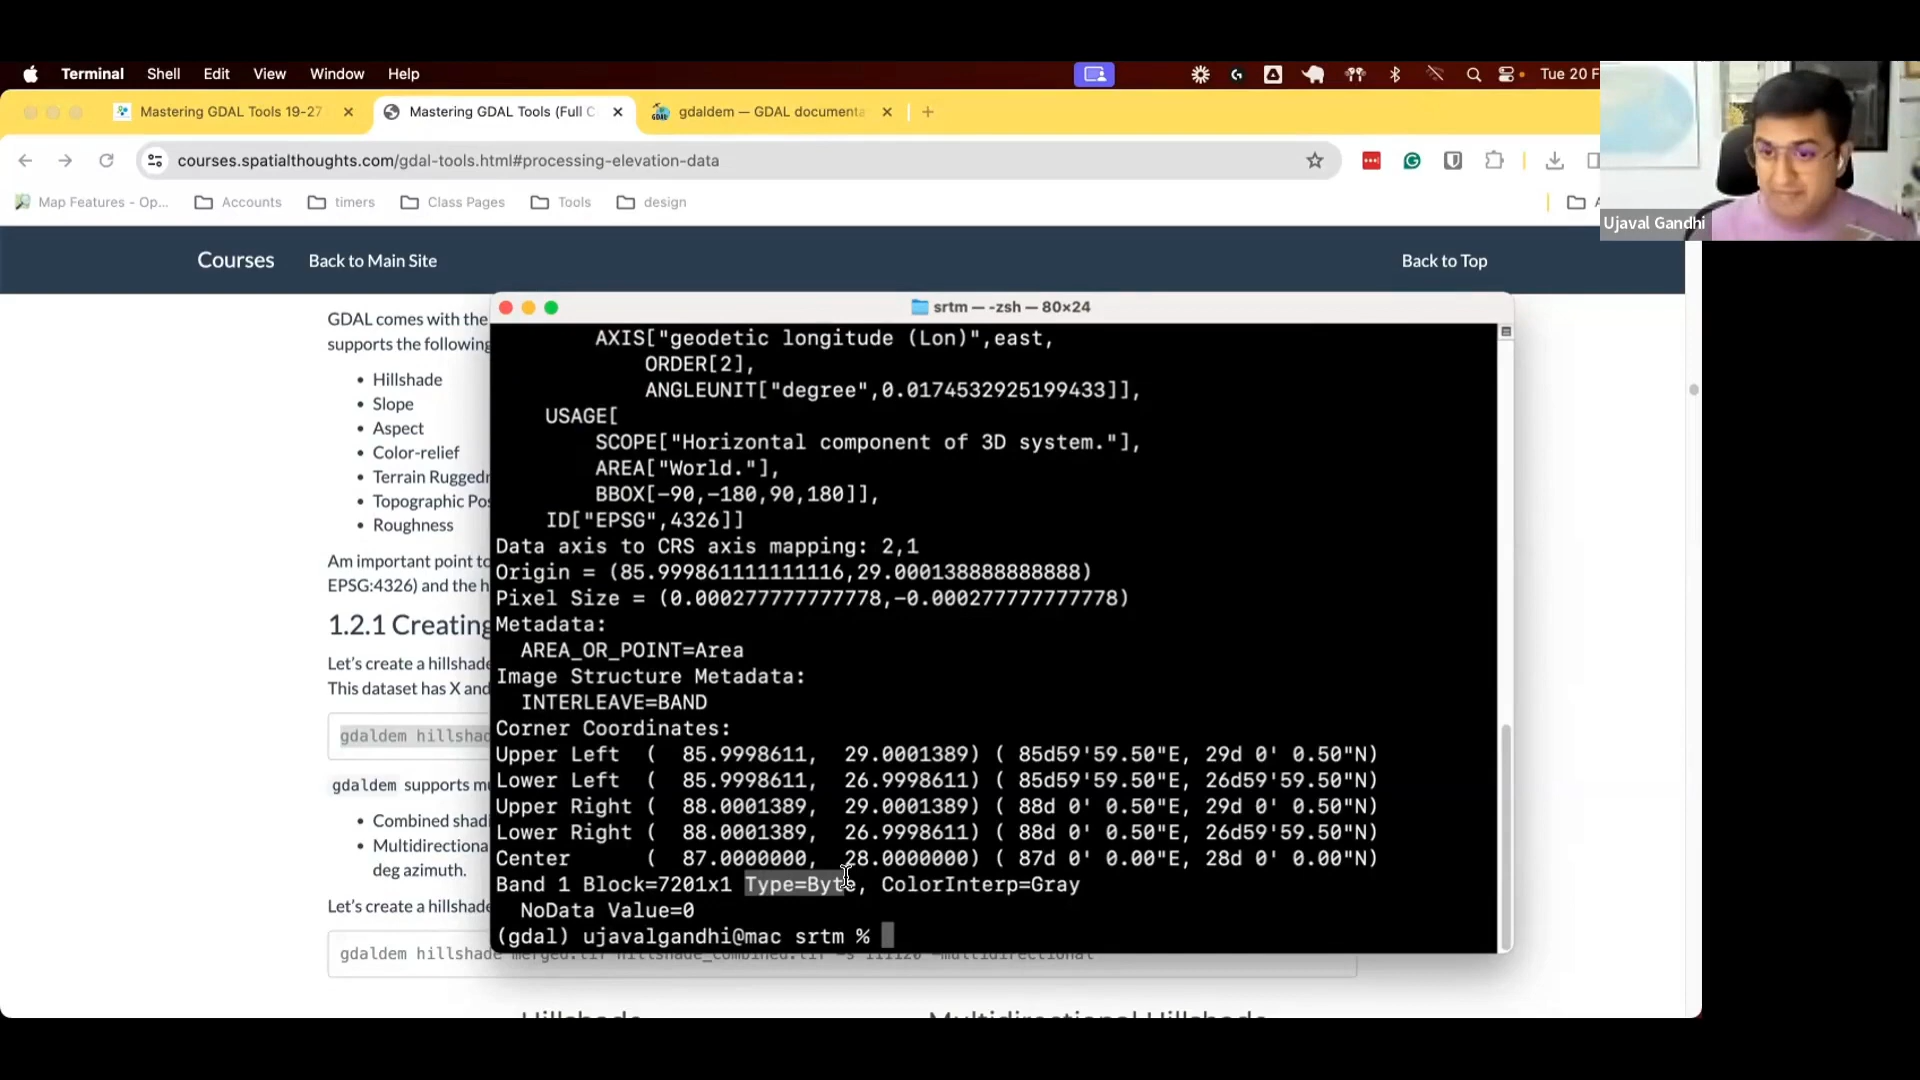 Terminal Shell Edit View Window Help
Tue 20 F
Mastering GDAL Tools 19-27
Mastering GDAL Tools (Full C
gdaldem — GDAL documenta
courses.spatialthoughts.com/gdal-tools.html#processing-elevation-data
Map Features - Op...
Accounts
timers
Class Pages
Tools
design
Ujaval Gandhi
Courses
Back to Main Site
Back to Top
GDAL comes with the
supports the following
• Hillshade
• Slope
• Aspect
• Color-relief
• Terrain Ruggedn
• Topographic Pos
• Roughness
Am important point to
EPSG:4326) and the h
1.2.1 Creating
Let's create a hillshade
This dataset has X and
gdaldem hillshade
gdaldem supports mu
• Combined shad
• Multidirectiona
deg azimuth.
Let's create a hillshade
gdaldem hillshade merged.tif hillshade_combined.tif -s 111120 -multidirectional
Hillshade
Multidirectional Hillshade
srtm — -zsh — 80×24
AXIS["geodetic longitude (Lon)",east,
ORDER[2],
ANGLEUNIT["degree",0.0174532925199433]],
USAGE[
SCOPE["Horizontal component of 3D system."],
AREA["World."],
BBOX[-90,-180,90,180]],
ID["EPSG",4326]]
Data axis to CRS axis mapping: 2,1
Origin = (85.999861111111116,29.000138888888888)
Pixel Size = (0.000277777777778,-0.000277777777778)
Metadata:
AREA_OR_POINT=Area
Image Structure Metadata:
INTERLEAVE=BAND
Corner Coordinates:
Upper Left ( 85.9998611, 29.0001389) ( 85d59'59.50"E, 29d 0' 0.50"N)
Lower Left ( 85.9998611, 26.9998611) ( 85d59'59.50"E, 26d59'59.50"N)
Upper Right ( 88.0001389, 29.0001389) ( 88d 0' 0.50"E, 29d 0' 0.50"N)
Lower Right ( 88.0001389, 26.9998611) ( 88d 0' 0.50"E, 26d59'59.50"N)
Center ( 87.0000000, 28.0000000) ( 87d 0' 0.00"E, 28d 0' 0.00"N)
Band 1 Block=7201x1 Type=Byte, ColorInterp=Gray
NoData Value=0
(gdal) ujavalgandhi@mac srtm %